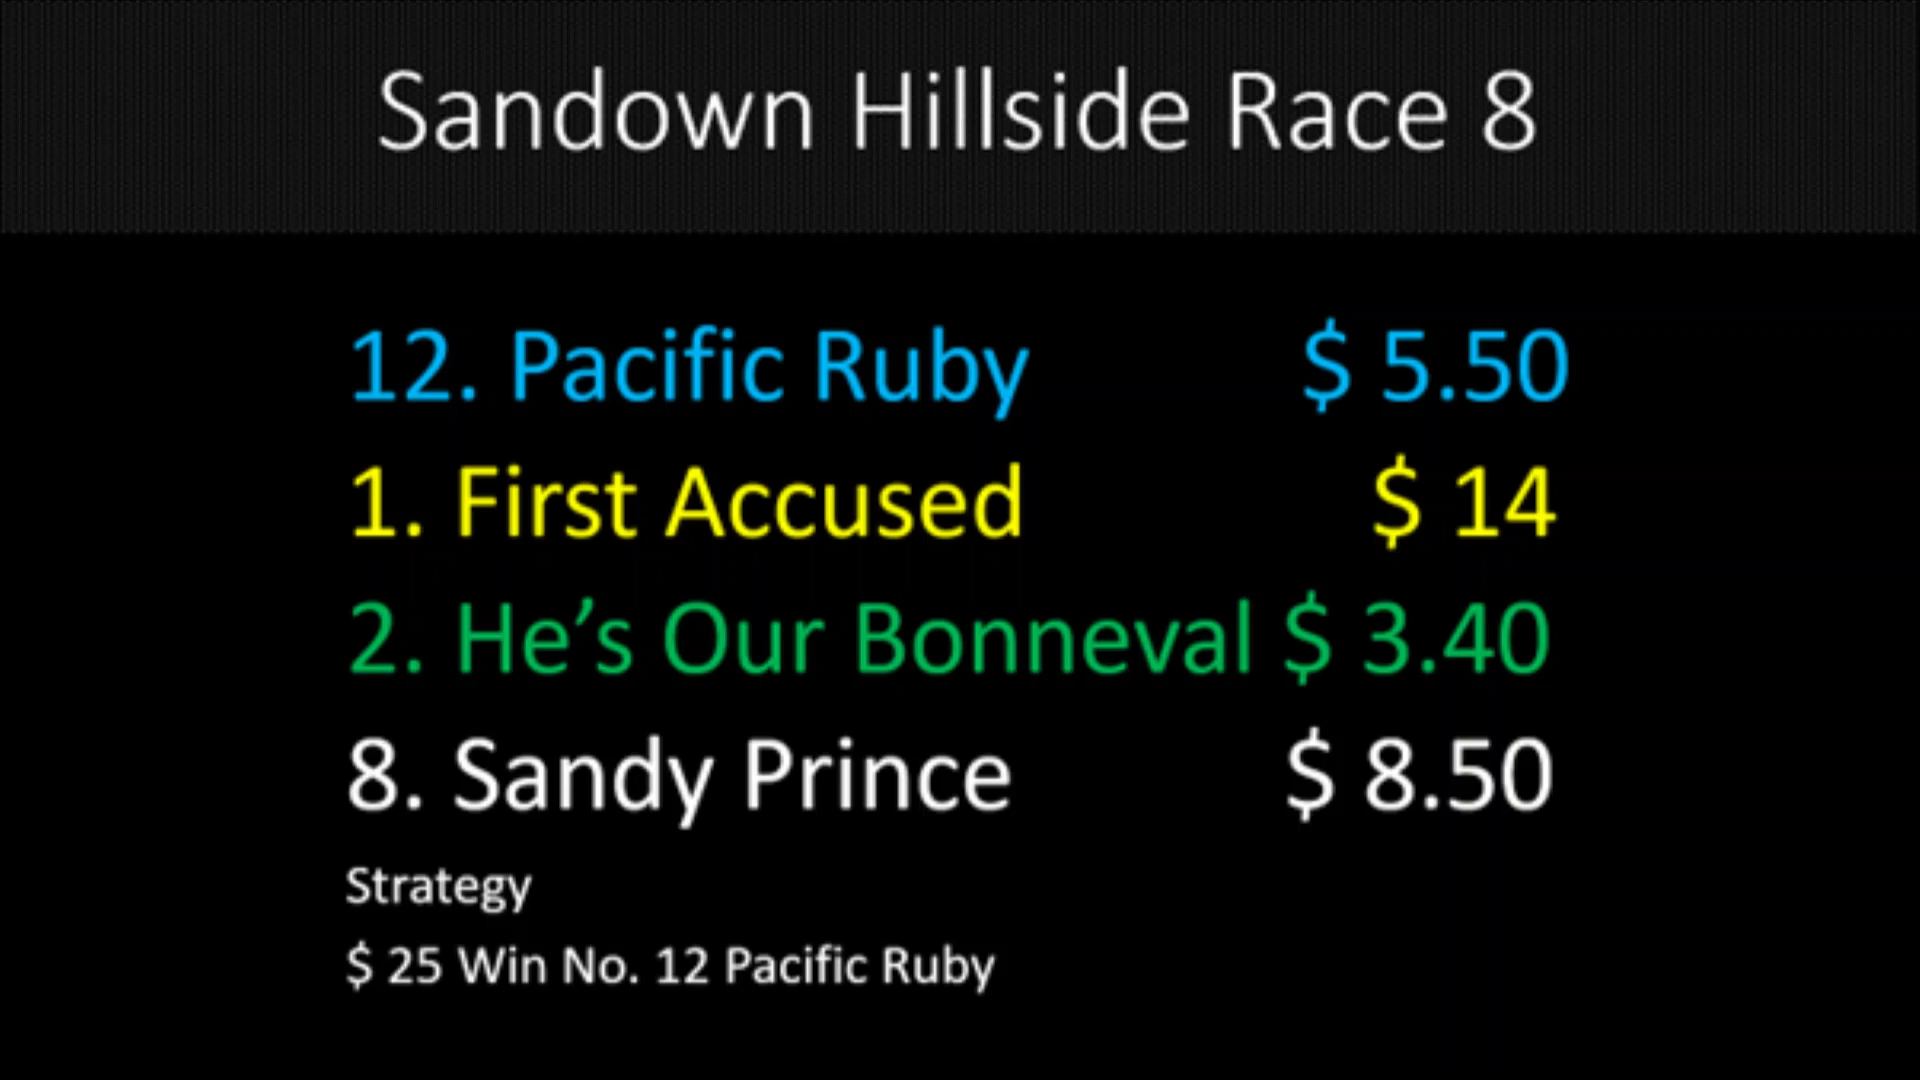 Sandown Hillside Race 8
12. Pacific Ruby $ 5.50
1. First Accused $ 14
2. He’s Our Bonneval $ 3.40
8. Sandy Prince $ 8.50
Strategy
$ 25 Win No. 12 Pacific Ruby